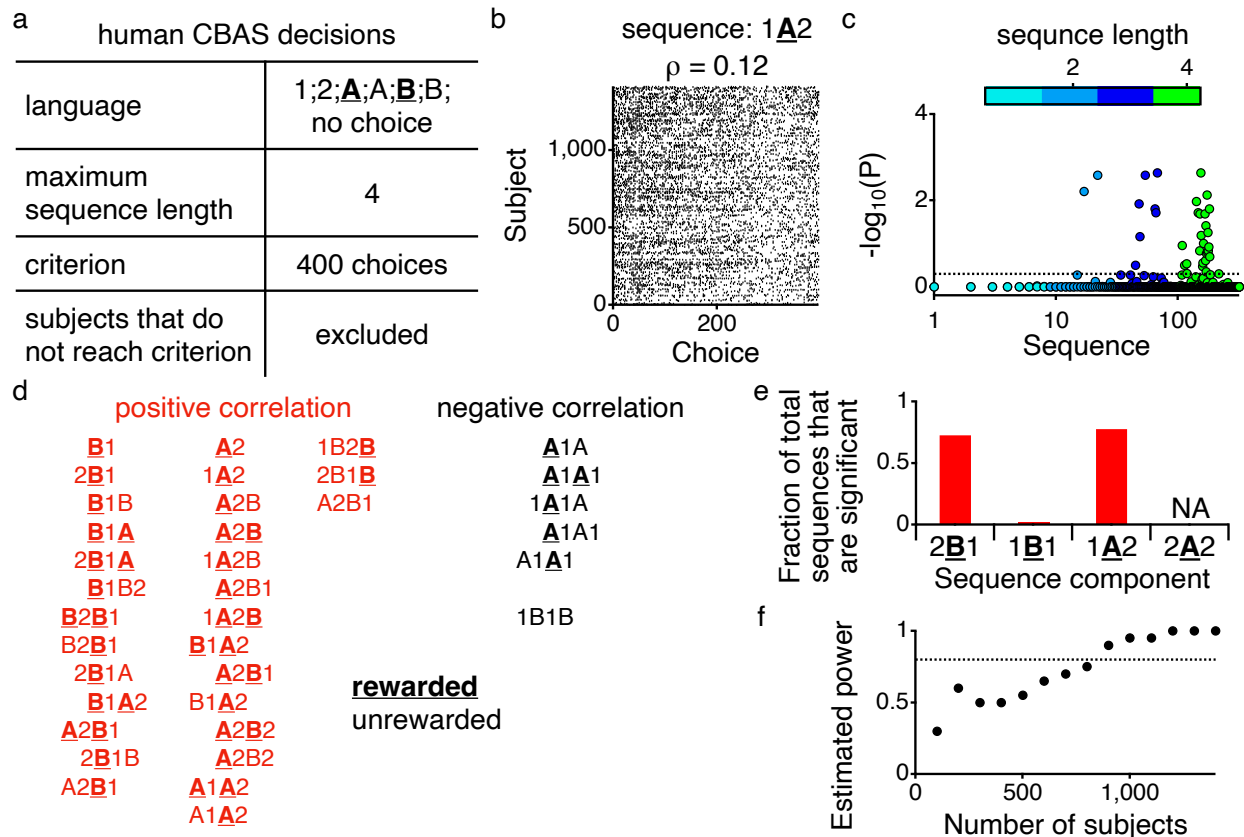 a
human CBAS decisions
language
1;2;A;A;B;B;
no choice
maximum
sequence length
4
criterion
400 choices
subjects that do
not reach criterion
excluded
b
sequence: 1A2
ρ = 0.12
Subject
1,000
500
0
0
200
Choice
c
sequnce length
2
4
-log10(P)
4
2
0
1
10
100
Sequence
d
positive correlation
B1
2B1
B1B
B1A
2B1A
B1B2
B2B1
B2B1
2B1A
B1A2
A2B1
2B1B
A2B1
A2
1A2
A2B
A2B
1A2B
A2B1
1A2B
B1A2
A2B1
B1A2
A2B2
A2B2
A1A2
A1A2
1B2B
2B1B
A2B1
negative correlation
A1A
A1A1
1A1A
A1A1
A1A1
1B1B
rewarded
unrewarded
e
Fraction of total
sequences that
are significant
1
0.5
0
NA
2B1
1B1
1A2
2A2
Sequence component
f
Estimated power
1
0.5
0
500
1,000
Number of subjects